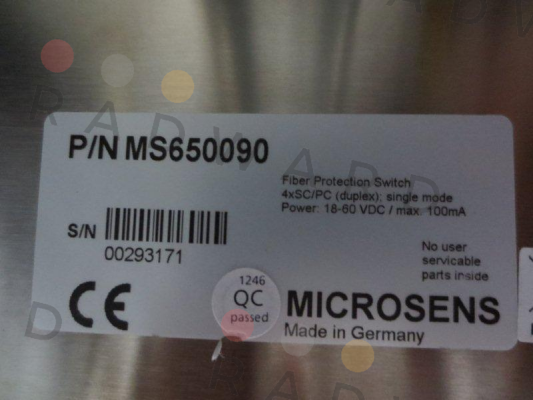 P/N MS650090
Fiber Protection Switch
4xSC/PC (duplex); single mode
Power: 18-60 VDC / max. 100mA
S/N
00293171
No user
servicable
parts inside
CE
1246
QC
passed
MICROSENS
Made in Germany
RADWARD